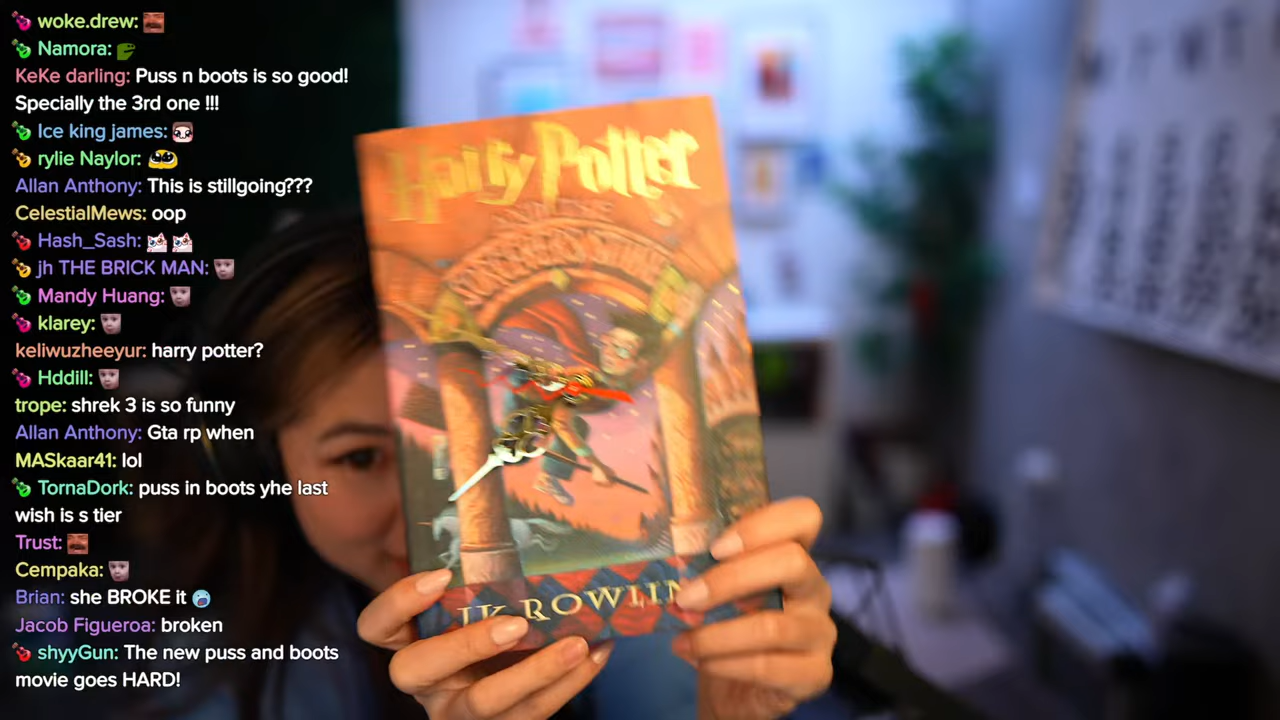 woke.drew:
Namora:
KeKe darling: Puss n boots is so good!
Specially the 3rd one !!!
Ice king james:
rylie Naylor:
Allan Anthony: This is stillgoing???
CelestialMews: oop
Hash_Sash:
jh THE BRICK MAN:
Mandy Huang:
klarey:
keliwuzheeyur: harry potter?
Hddill:
trope: shrek 3 is so funny
Allan Anthony: Gta rp when
MASkaar41: lol
TornaDork: puss in boots yhe last
wish is s tier
Trust:
Cempaka:
Brian: she BROKE it
Jacob Figueroa: broken
shyyGun: The new puss and boots
movie goes HARD!
Harry Potter
AND THE
SORCERER'S STONE
J.K. ROWLIN